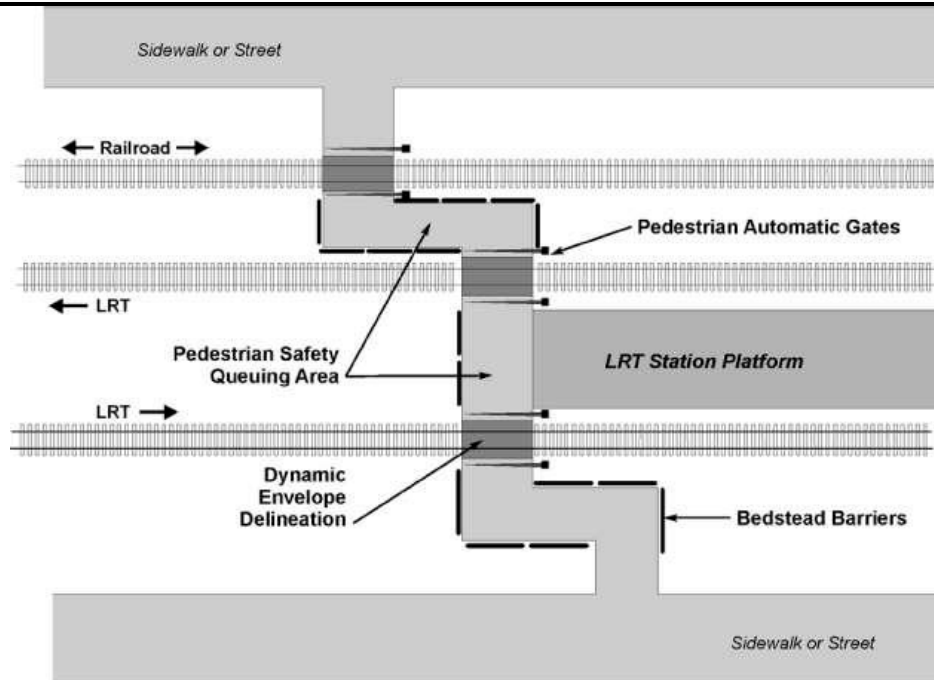 Sidewalk or Street
Railroad
Pedestrian Automatic Gates
LRT
Pedestrian Safety
Queuing Area
LRT Station Platform
LRT
Dynamic
Envelope
Delineation
Bedstead Barriers
Sidewalk or Street